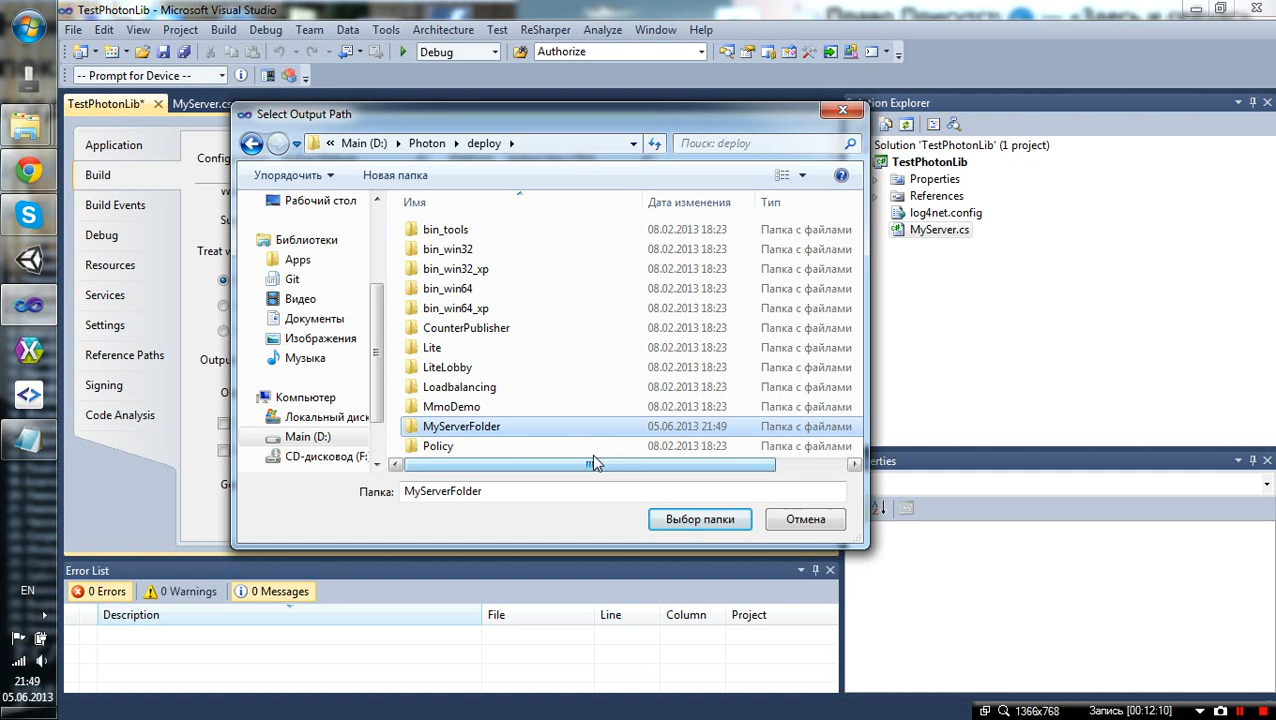 TestPhotonLib - Microsoft Visual Studio
File Edit View Project Build Debug Team Data Tools Architecture Test ReSharper Analyze Window Help
Debug Authorize
-- Prompt for Device --
TestPhotonLib* MyServer.cs
Select Output Path
Solution Explorer
« Main (D:) Photon deploy
Поиск: deploy
Упорядочить Новая папка
Имя Дата изменения Тип
Рабочий стол
Библиотеки
Apps
Git
Видео
Документы
Изображения
Музыка
Компьютер
Локальный диск
Main (D:)
CD-дисковод (F:
bin_tools 08.02.2013 18:23 Папка с файлами
bin_win32 08.02.2013 18:23 Папка с файлами
bin_win32_xp 08.02.2013 18:23 Папка с файлами
bin_win64 08.02.2013 18:23 Папка с файлами
bin_win64_xp 08.02.2013 18:23 Папка с файлами
CounterPublisher 08.02.2013 18:23 Папка с файлами
Lite 08.02.2013 18:23 Папка с файлами
LiteLobby 08.02.2013 18:23 Папка с файлами
Loadbalancing 08.02.2013 18:23 Папка с файлами
MmoDemo 08.02.2013 18:23 Папка с файлами
MyServerFolder 05.06.2013 21:49 Папка с файлами
Policy 08.02.2013 18:23 Папка с файлами
Папка: MyServerFolder
Выбор папки Отмена
Application
Build
Build Events
Debug
Resources
Services
Settings
Reference Paths
Signing
Code Analysis
Config
Su
Treat v
Outpu
Solution 'TestPhotonLib' (1 project)
TestPhotonLib
Properties
References
log4net.config
MyServer.cs
erties
Error List
0 Errors 0 Warnings 0 Messages
Description File Line Column Project
EN
21:49
05.06.2013
1366x768 Запись [00:12:10]